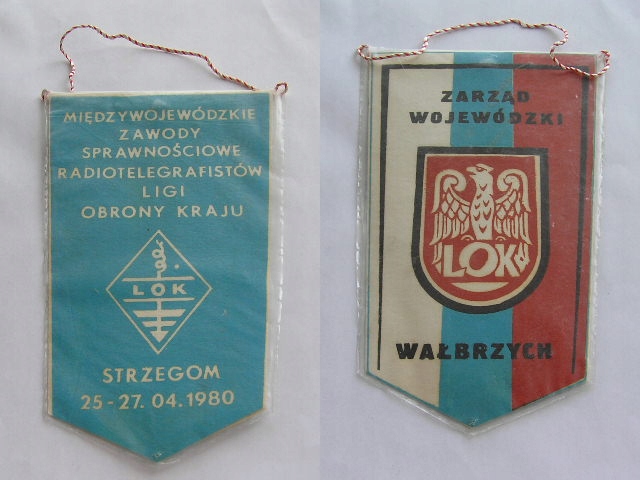 MIĘDZYWOJEWÓDZKIE
ZAWODY
SPRAWNOŚCIOWE
RADIOTELEGRAFISTÓW
LIGI
OBRONY KRAJU
LOK
STRZEGOM
25-27.04.1980
ZARZĄD
WOJEWÓDZKI
LOK
WAŁBRZYCH